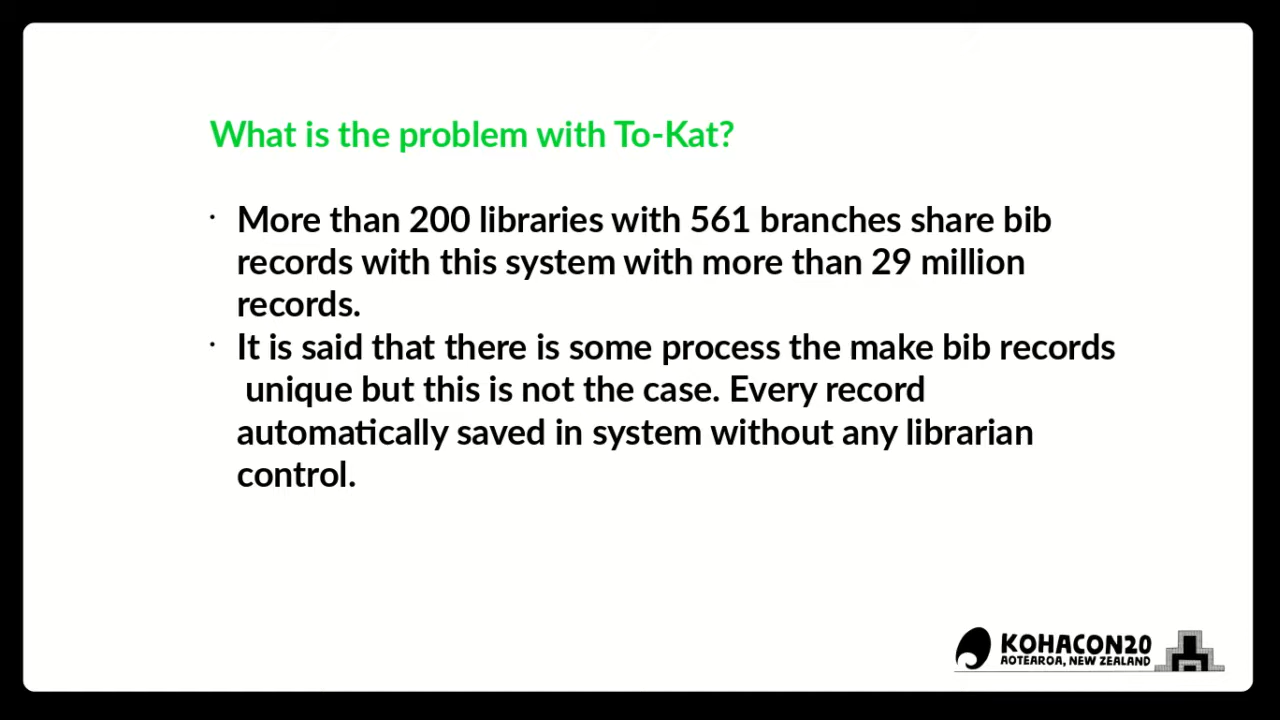 What is the problem with To-Kat?
· More than 200 libraries with 561 branches share bib
records with this system with more than 29 million
records.
· It is said that there is some process the make bib records
unique but this is not the case. Every record
automatically saved in system without any librarian
control.
KOHACON20
AOTEAROA, NEW ZEALAND